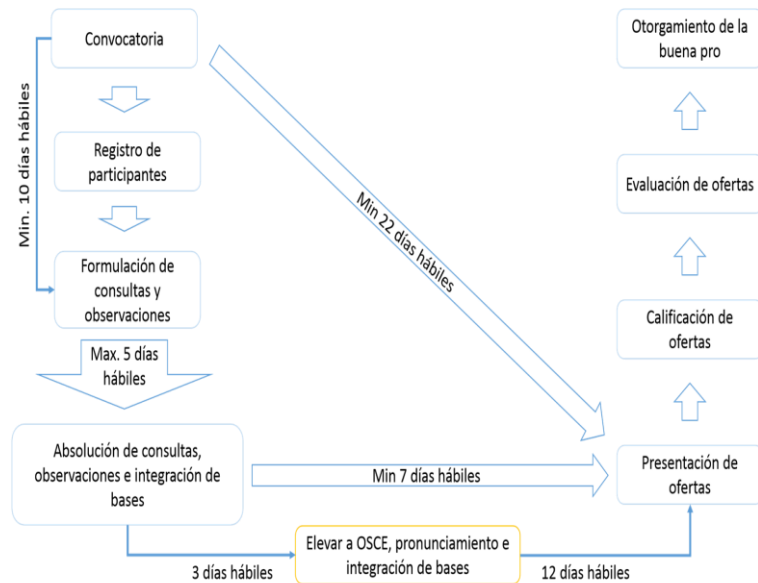 Convocatoria
Min. 10 días hábiles
Registro de
participantes
Formulación de
consultas y
observaciones
Max. 5 días
hábiles
Absolución de consultas,
observaciones e integración de
bases
Min 22 días hábiles
Min 7 días hábiles
3 días hábiles
Elevar a OSCE, pronunciamiento e
integración de bases
12 días hábiles
Presentación de
ofertas
Calificación de
ofertas
Evaluación de ofertas
Otorgamiento de la
buena pro